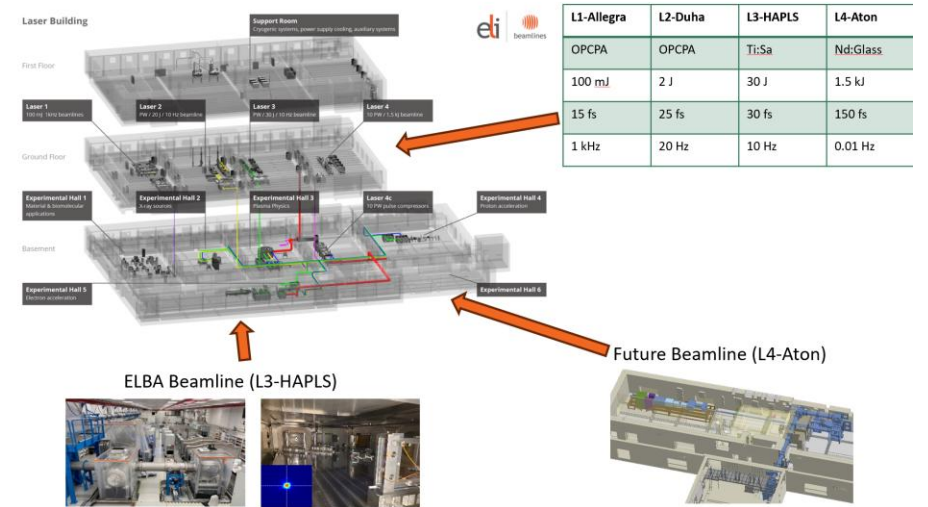 Laser Building
Support Room
Cryogenic systems, power supply cooling, auxiliary systems
eli beamlines
First Floor
Laser 1
100 mJ 1kHz beamlines
Laser 2
PW / 20 J / 10 Hz beamline
Laser 3
PW / 30 J / 10 Hz beamline
Laser 4
10 PW / 1,5 kJ beamline
Ground Floor
Experimental Hall 1
Material & biomolecular
applications
Experimental Hall 2
X-ray sources
Experimental Hall 3
Plasma Physics
Laser 4c
10 PW pulse compressors
Experimental Hall 4
Proton acceleration
Basement
Experimental Hall 5
Electron acceleration
Experimental Hall 6
L1-Allegra L2-Duha L3-HAPLS L4-Aton
OPCPA OPCPA Ti:Sa Nd:Glass
100 mJ 2 J 30 J 1.5 kJ
15 fs 25 fs 30 fs 150 fs
1 kHz 20 Hz 10 Hz 0.01 Hz
ELBA Beamline (L3-HAPLS)
Future Beamline (L4-Aton)